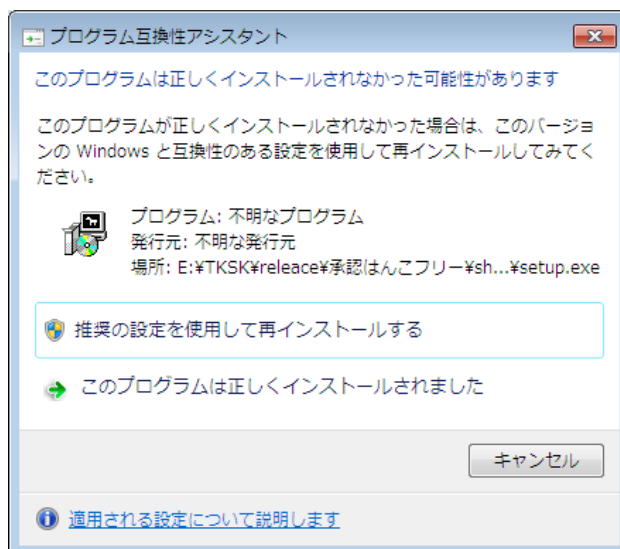 プログラム互換性アシスタント
このプログラムは正しくインストールされなかった可能性があります
このプログラムが正しくインストールされなかった場合は、このバージョ
ンの Windows と互換性のある設定を使用して再インストールしてみてく
ださい。
プログラム: 不明なプログラム
発行元: 不明な発行元
場所: E:¥TKSK¥releace¥承認はんこフリー¥sh...¥setup.exe
推奨の設定を使用して再インストールする
このプログラムは正しくインストールされました
キャンセル
適用される設定について説明します